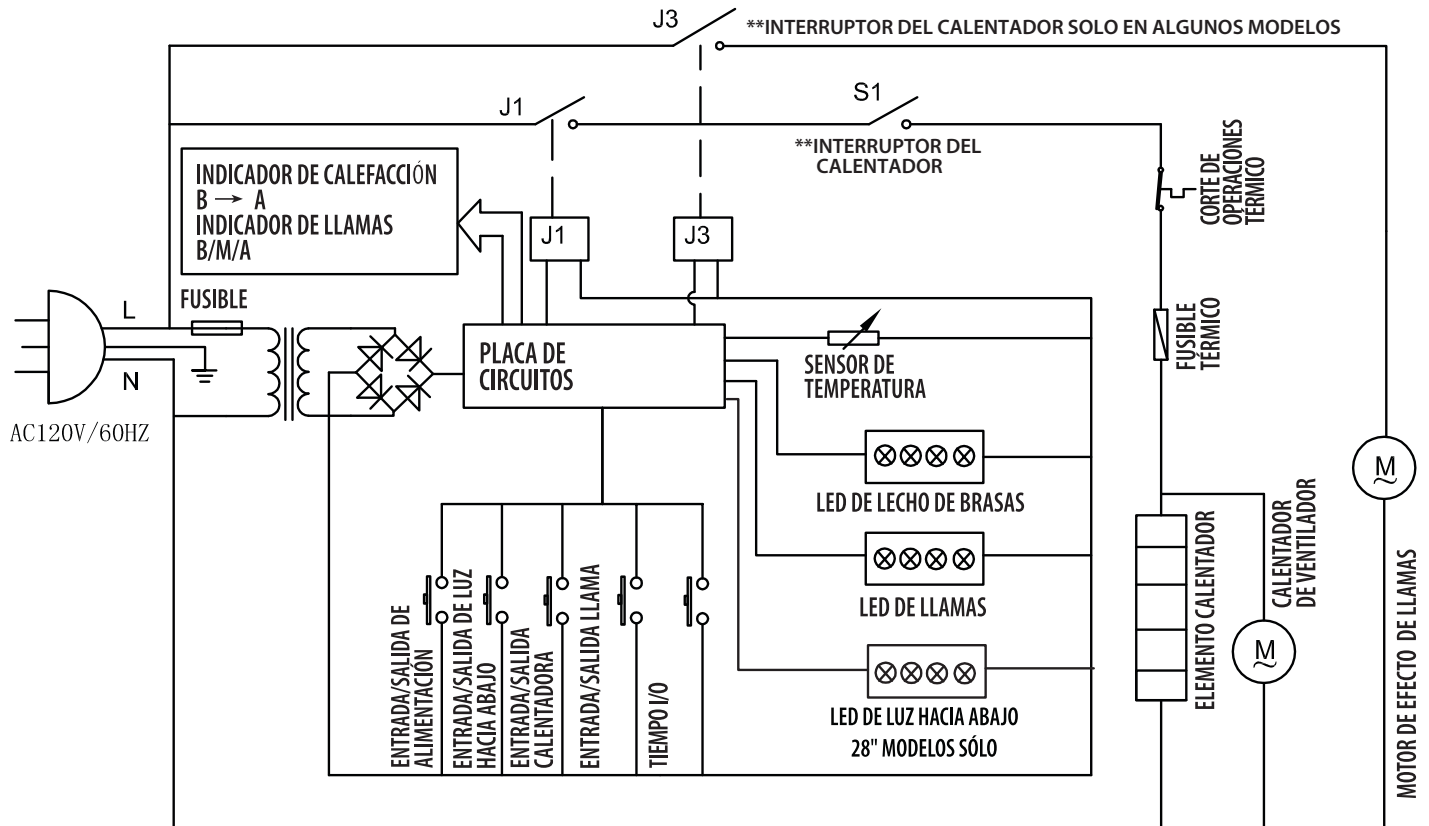 J3
**INTERRUPTOR DEL CALENTADOR SOLO EN ALGUNOS MODELOS
J1
S1
**INTERRUPTOR DEL
CALENTADOR
CORTE DE
OPERACIONES
TÉRMICO
INDICADOR DE CALEFACCIÓN
B → A
INDICADOR DE LLAMAS
B/M/A
J1
J3
FUSIBLE
L
N
AC120V/60HZ
PLACA DE
CIRCUITOS
SENSOR DE
TEMPERATURA
FUSIBLE
TÉRMICO
LED DE LECHO DE BRASAS
LED DE LLAMAS
LED DE LUZ HACIA ABAJO
28" MODELOS SÓLO
ENTRADA/SALIDA DE
ALIMENTACIÓN
ENTRADA/SALIDA DE LUZ
HACIA ABAJO
ENTRADA/SALIDA
CALENTADORA
ENTRADA/SALIDA LLAMA
TIEMPO I/O
ELEMENTO CALENTADOR
M
CALENTADOR
DE VENTILADOR
M
MOTOR DE EFECTO DE LLAMAS